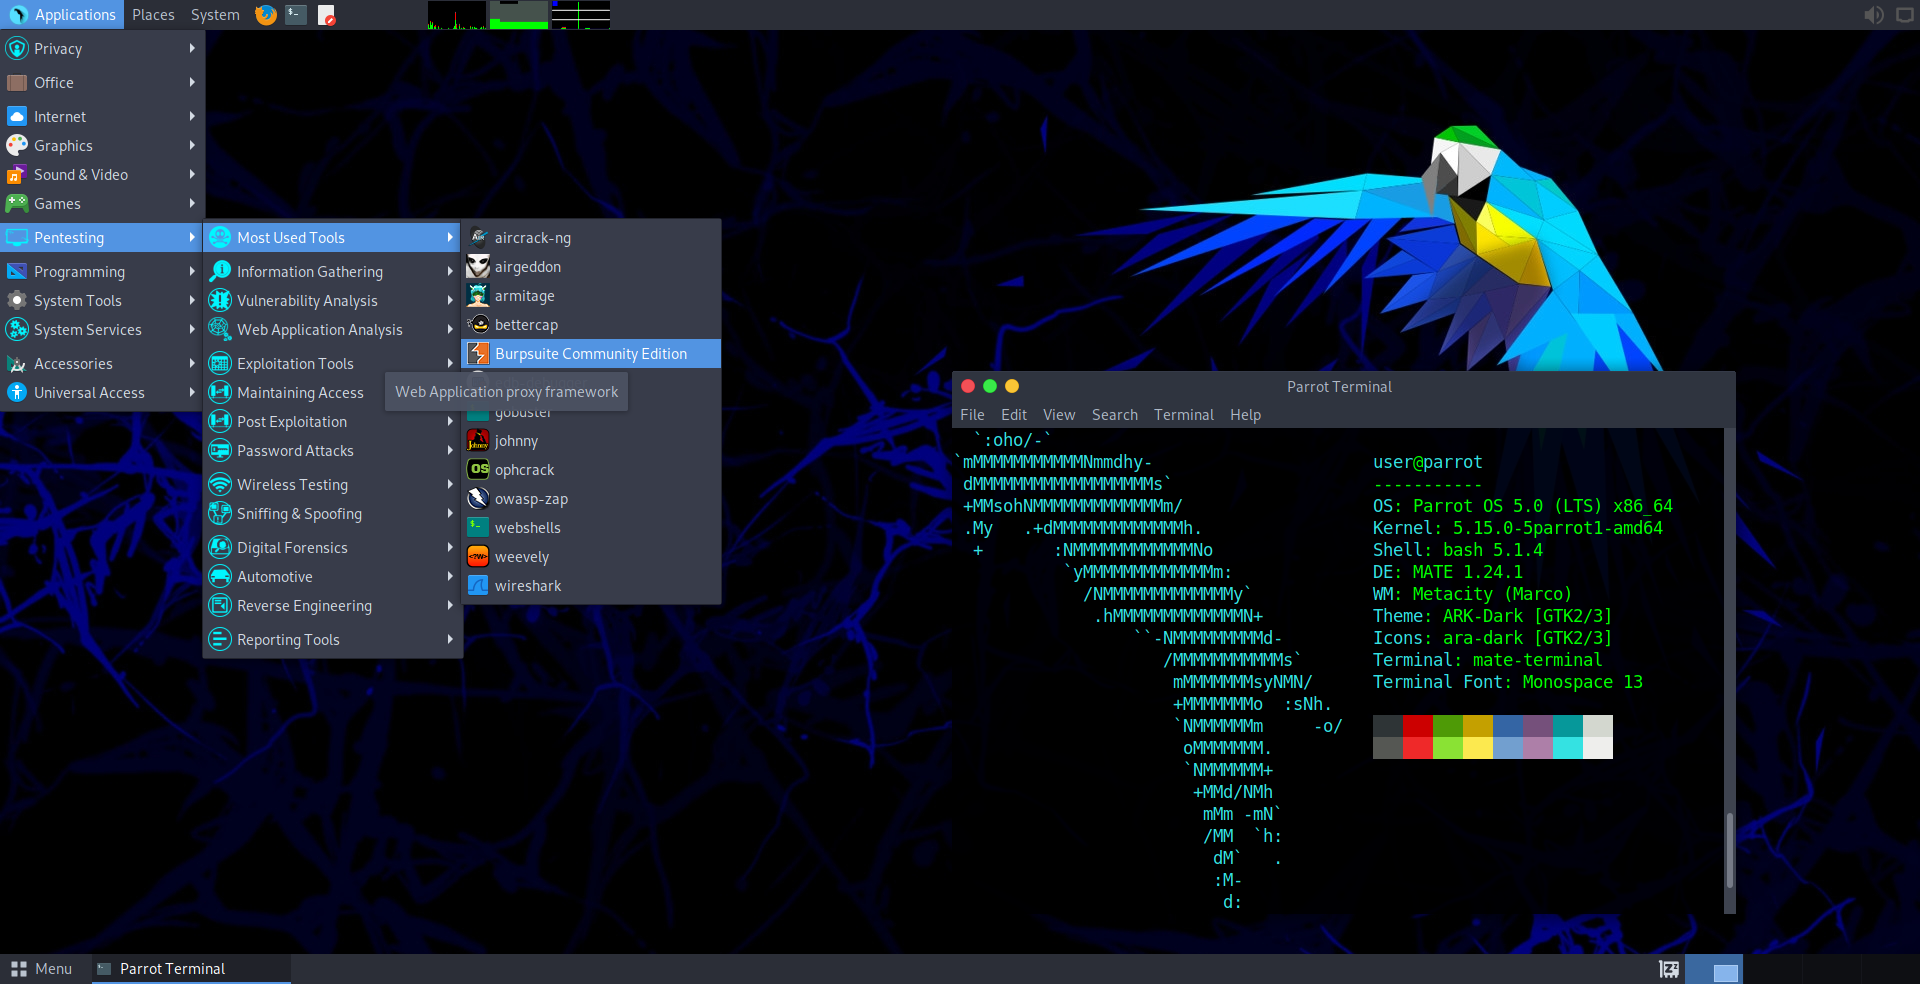 Applications Places System
Privacy
Office
Internet
Graphics
Sound & Video
Games
Pentesting
Programming
System Tools
System Services
Accessories
Universal Access
Most Used Tools
Information Gathering
Vulnerability Analysis
Web Application Analysis
Exploitation Tools
Maintaining Access
Post Exploitation
Password Attacks
Wireless Testing
Sniffing & Spoofing
Digital Forensics
Automotive
Reverse Engineering
Reporting Tools
aircrack-ng
airgeddon
armitage
bettercap
Burpsuite Community Edition
Web Application proxy framework
gobuster
johnny
ophcrack
owasp-zap
webshells
weevely
wireshark
Parrot Terminal
File Edit View Search Terminal Help
`:oho/-`
`mMMMMMMMMMMMNmmdhy-
dMMMMMMMMMMMMMMMMMMs`
+MMsohNMMMMMMMMMMMMMm/
.My   .+dMMMMMMMMMMMMMh.
+       :NMMMMMMMMMMMMNo
`yMMMMMMMMMMMMMm:
/NMMMMMMMMMMMMMy`
.hMMMMMMMMMMMMMN+
``-NMMMMMMMMMd-
/MMMMMMMMMMMs`
mMMMMMMMsyNMN/
+MMMMMMMo  :sNh.
`NMMMMMMm     -o/
oMMMMMMM.
`NMMMMMM+
+MMd/NMh
mMm -mN`
/MM  `h:
dM`   .
:M-
d:
user@parrot
-----------
OS: Parrot OS 5.0 (LTS) x86_64
Kernel: 5.15.0-5parrot1-amd64
Shell: bash 5.1.4
DE: MATE 1.24.1
WM: Metacity (Marco)
Theme: ARK-Dark [GTK2/3]
Icons: ara-dark [GTK2/3]
Terminal: mate-terminal
Terminal Font: Monospace 13
Menu Parrot Terminal